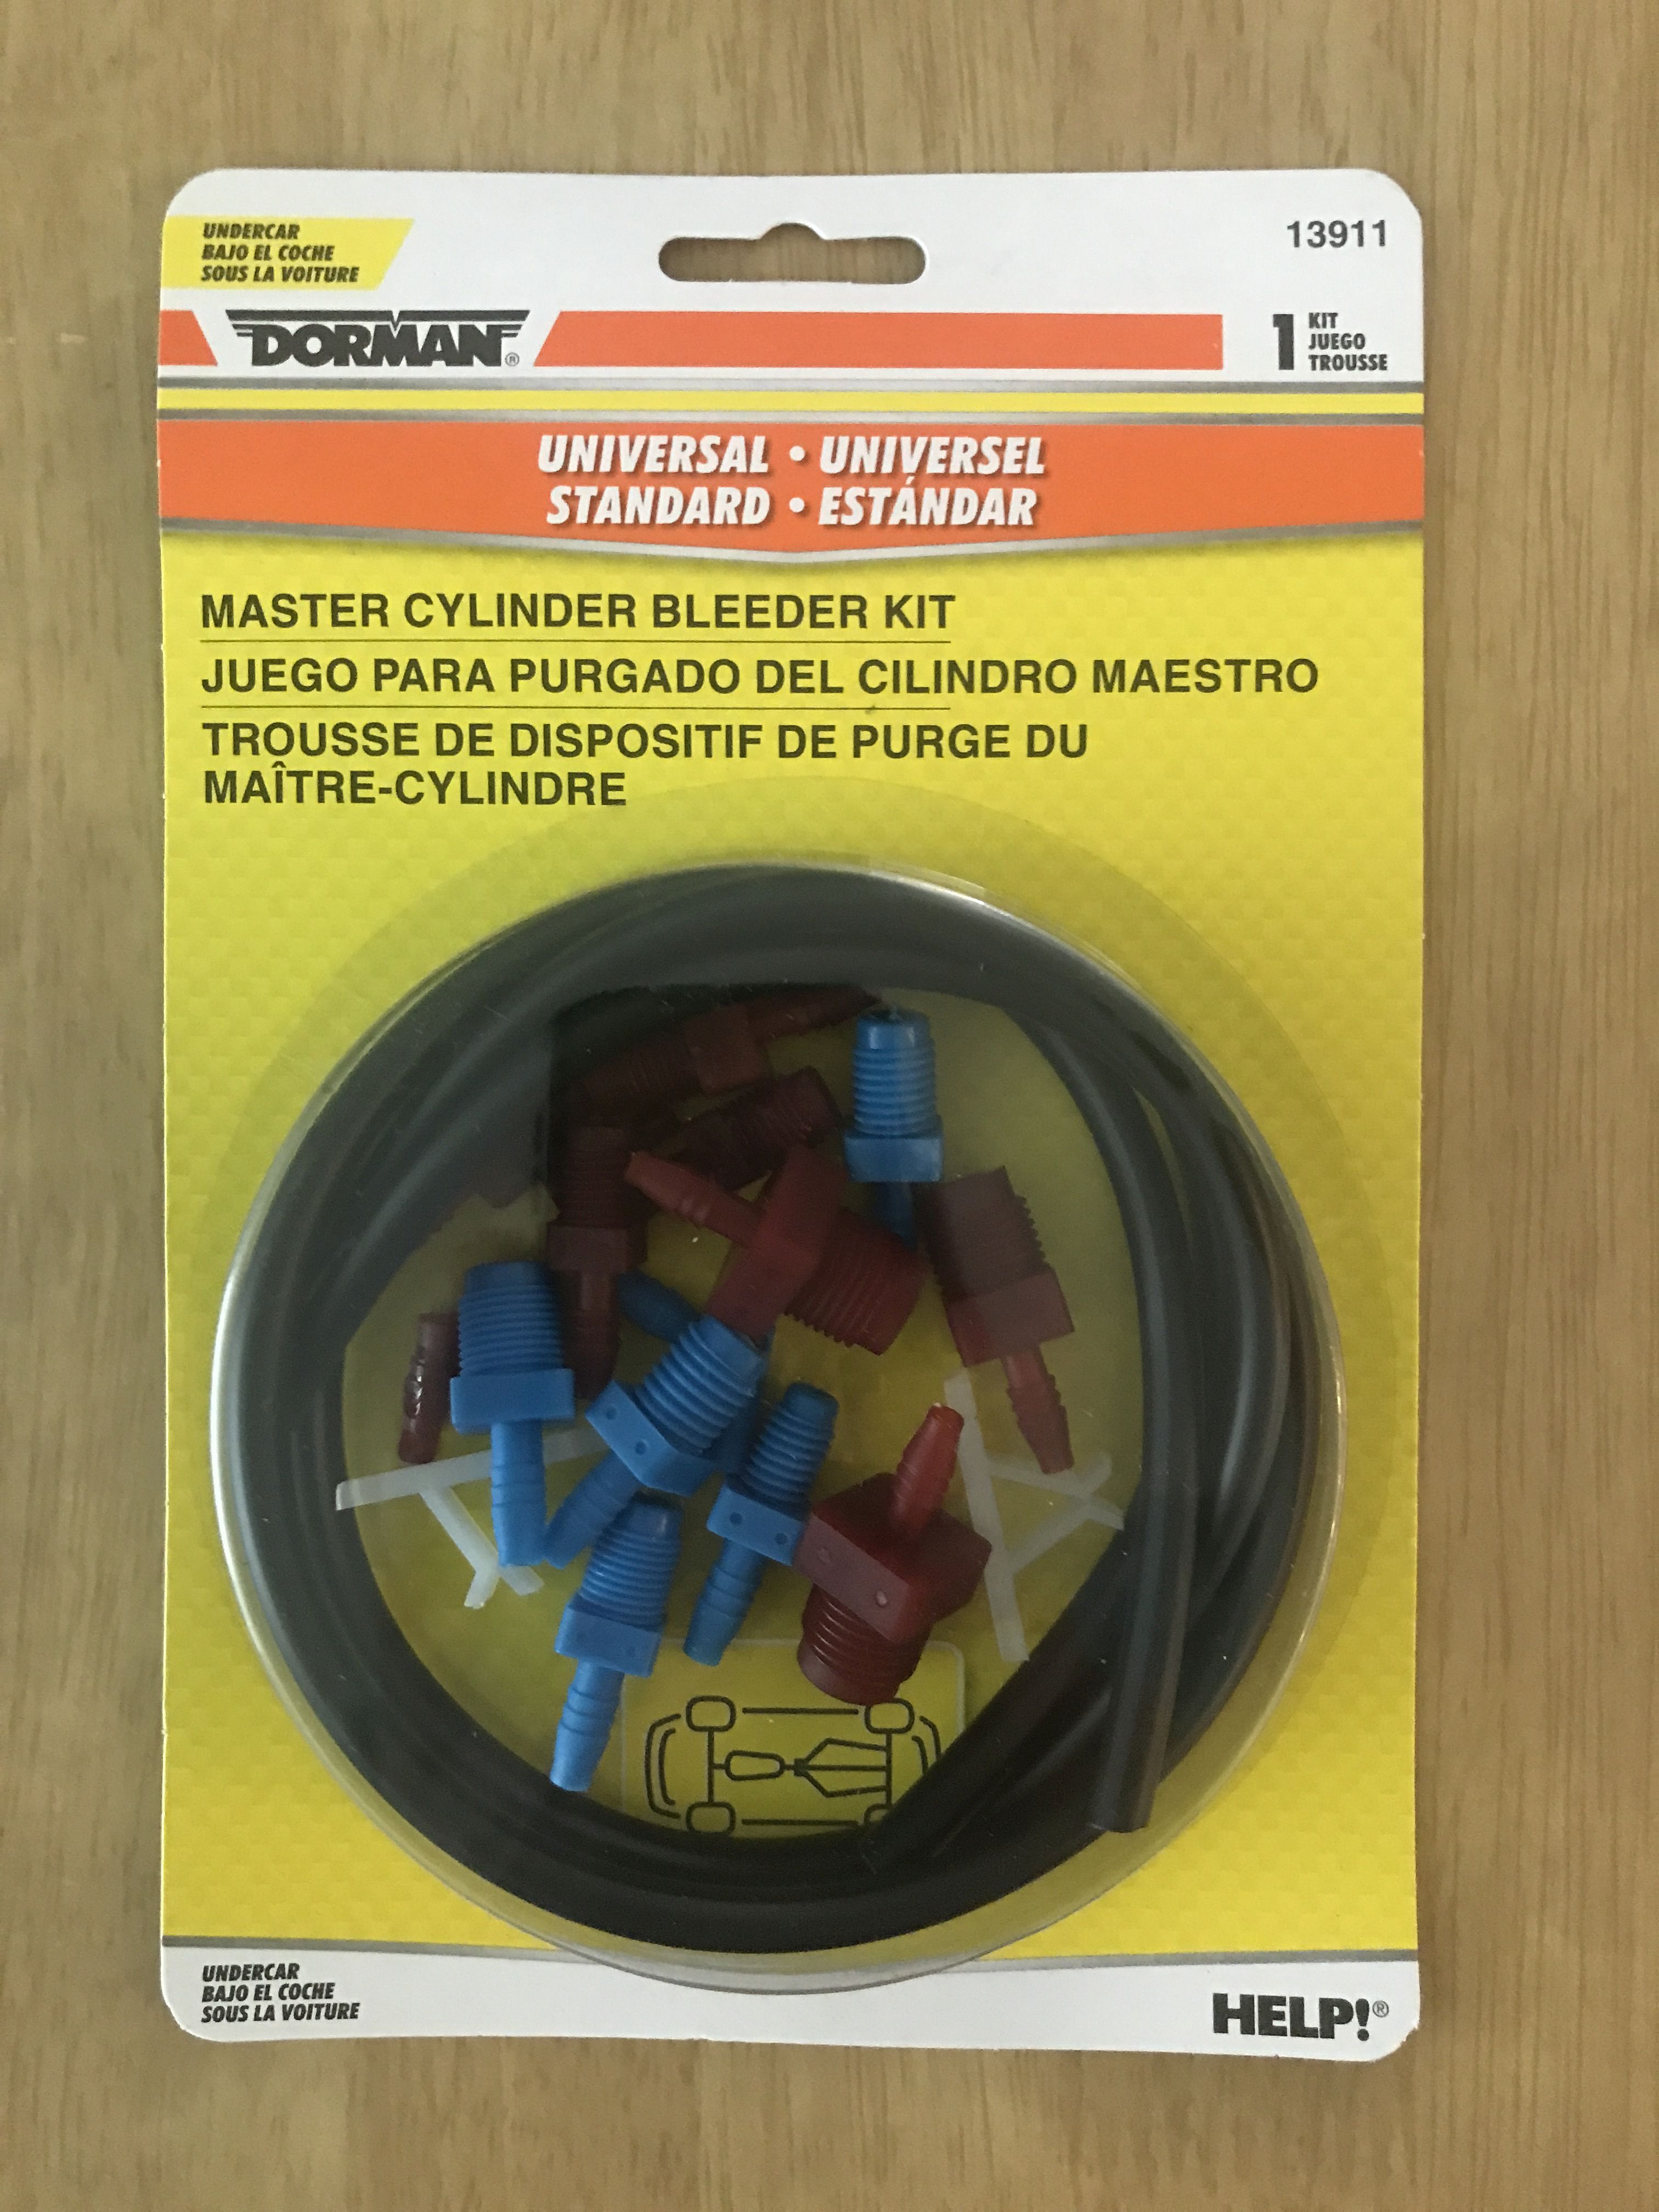 UNDERCAR
BAJO EL COCHE
SOUS LA VOITURE
13911
DORMAN®
1 KIT
JUEGO
TROUSSE
UNIVERSAL • UNIVERSEL
STANDARD • ESTÁNDAR
MASTER CYLINDER BLEEDER KIT
JUEGO PARA PURGADO DEL CILINDRO MAESTRO
TROUSSE DE DISPOSITIF DE PURGE DU
MAÎTRE-CYLINDRE
UNDERCAR
BAJO EL COCHE
SOUS LA VOITURE
HELP!®